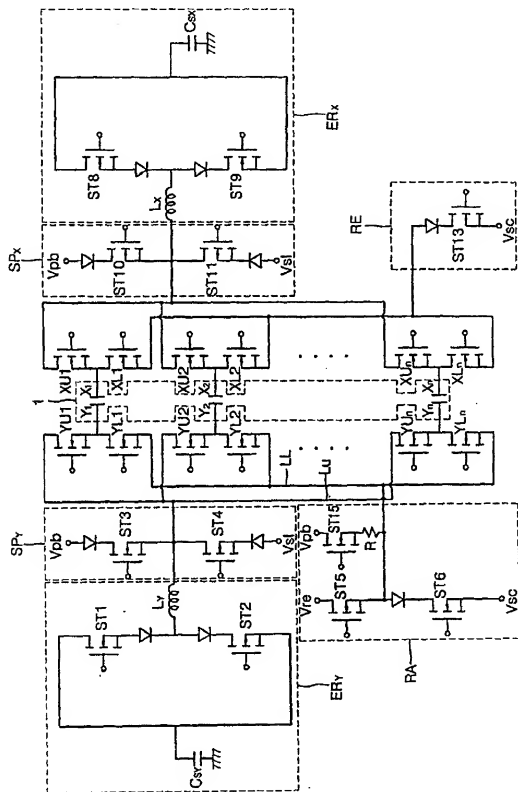 SPY
SPX
1
Vpb
Vpb
ST1
ST3
YU1
XU1
ST10
ST8
Y1
X1
YL1
XL1
LY
LX
CSY
CSX
ST2
ST4
YU2
XU2
ST11
ST9
Y2
X2
YL2
XL2
Vsl
Vsl
ERY
ERX
LL
LU
Vre
Vpb
ST5
ST15
R
YUn
XUn
Yn
Xn
YLn
XLn
RE
ST13
Vsc
ST6
Vsc
RA